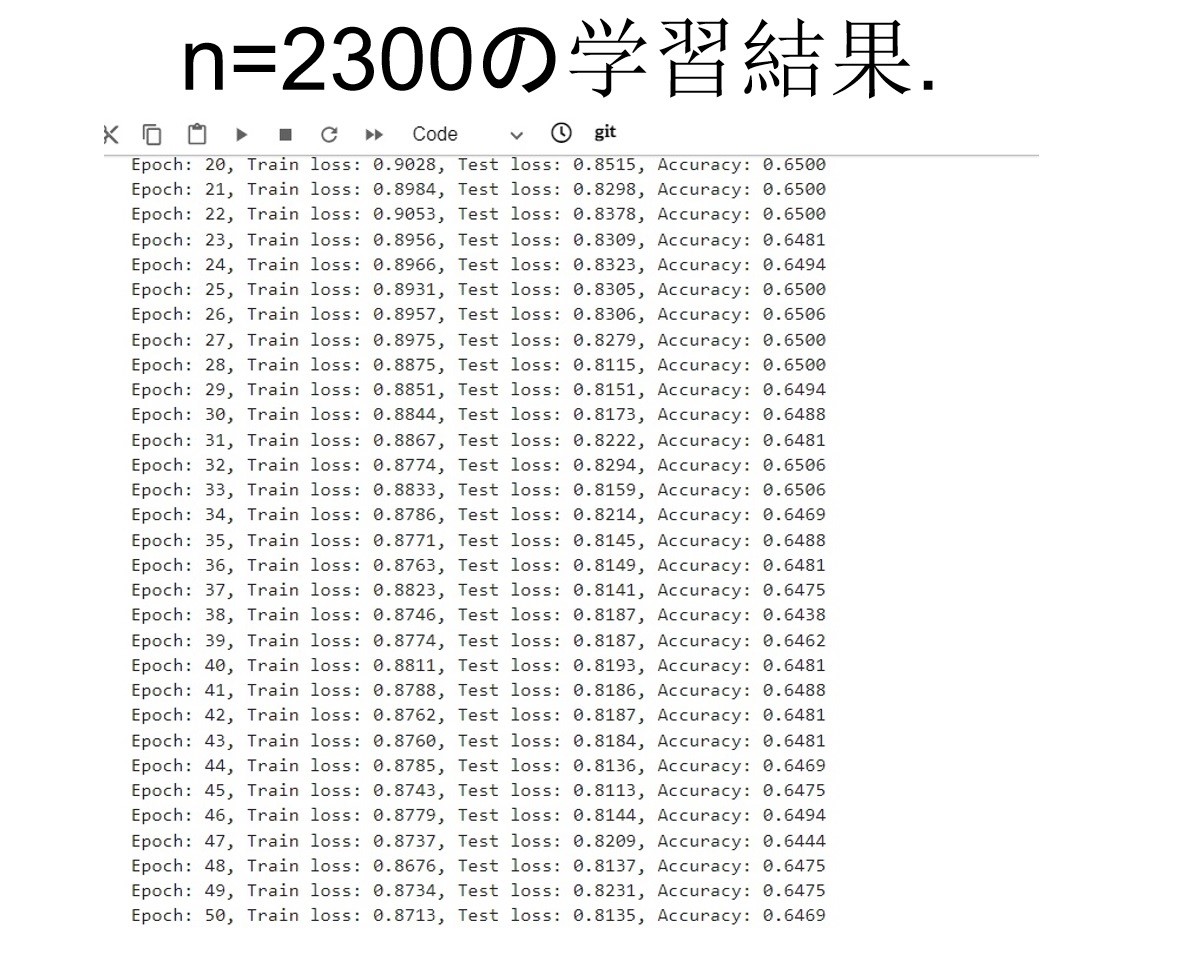 n=2300の学習結果.
Code git
Epoch: 20, Train loss: 0.9028, Test loss: 0.8515, Accuracy: 0.6500
Epoch: 21, Train loss: 0.8984, Test loss: 0.8298, Accuracy: 0.6500
Epoch: 22, Train loss: 0.9053, Test loss: 0.8378, Accuracy: 0.6500
Epoch: 23, Train loss: 0.8956, Test loss: 0.8309, Accuracy: 0.6481
Epoch: 24, Train loss: 0.8966, Test loss: 0.8323, Accuracy: 0.6494
Epoch: 25, Train loss: 0.8931, Test loss: 0.8305, Accuracy: 0.6500
Epoch: 26, Train loss: 0.8957, Test loss: 0.8306, Accuracy: 0.6506
Epoch: 27, Train loss: 0.8975, Test loss: 0.8279, Accuracy: 0.6500
Epoch: 28, Train loss: 0.8875, Test loss: 0.8115, Accuracy: 0.6500
Epoch: 29, Train loss: 0.8851, Test loss: 0.8151, Accuracy: 0.6494
Epoch: 30, Train loss: 0.8844, Test loss: 0.8173, Accuracy: 0.6488
Epoch: 31, Train loss: 0.8867, Test loss: 0.8222, Accuracy: 0.6481
Epoch: 32, Train loss: 0.8774, Test loss: 0.8294, Accuracy: 0.6506
Epoch: 33, Train loss: 0.8833, Test loss: 0.8159, Accuracy: 0.6506
Epoch: 34, Train loss: 0.8786, Test loss: 0.8214, Accuracy: 0.6469
Epoch: 35, Train loss: 0.8771, Test loss: 0.8145, Accuracy: 0.6488
Epoch: 36, Train loss: 0.8763, Test loss: 0.8149, Accuracy: 0.6481
Epoch: 37, Train loss: 0.8823, Test loss: 0.8141, Accuracy: 0.6475
Epoch: 38, Train loss: 0.8746, Test loss: 0.8187, Accuracy: 0.6438
Epoch: 39, Train loss: 0.8774, Test loss: 0.8187, Accuracy: 0.6462
Epoch: 40, Train loss: 0.8811, Test loss: 0.8193, Accuracy: 0.6481
Epoch: 41, Train loss: 0.8788, Test loss: 0.8186, Accuracy: 0.6488
Epoch: 42, Train loss: 0.8762, Test loss: 0.8187, Accuracy: 0.6481
Epoch: 43, Train loss: 0.8760, Test loss: 0.8184, Accuracy: 0.6481
Epoch: 44, Train loss: 0.8785, Test loss: 0.8136, Accuracy: 0.6469
Epoch: 45, Train loss: 0.8743, Test loss: 0.8113, Accuracy: 0.6475
Epoch: 46, Train loss: 0.8779, Test loss: 0.8144, Accuracy: 0.6494
Epoch: 47, Train loss: 0.8737, Test loss: 0.8209, Accuracy: 0.6444
Epoch: 48, Train loss: 0.8676, Test loss: 0.8137, Accuracy: 0.6475
Epoch: 49, Train loss: 0.8734, Test loss: 0.8231, Accuracy: 0.6475
Epoch: 50, Train loss: 0.8713, Test loss: 0.8135, Accuracy: 0.6469